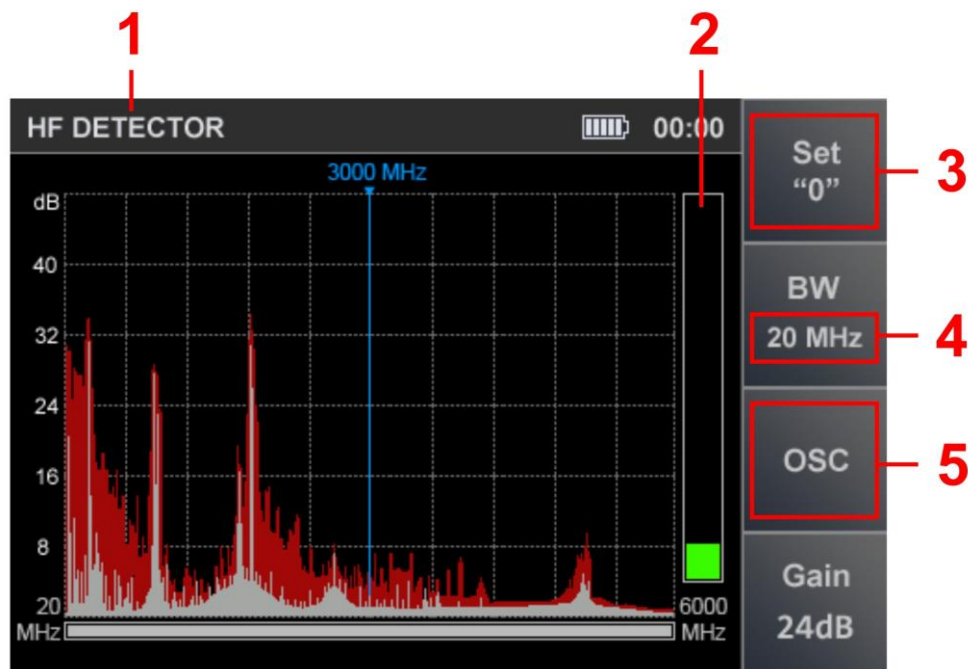 1
2
HF DETECTOR 00:00
3000 MHz
dB
40
32
24
16
8
20 6000
MHz MHz
Set
“0”
3
BW
20 MHz
4
OSC
5
Gain
24dB